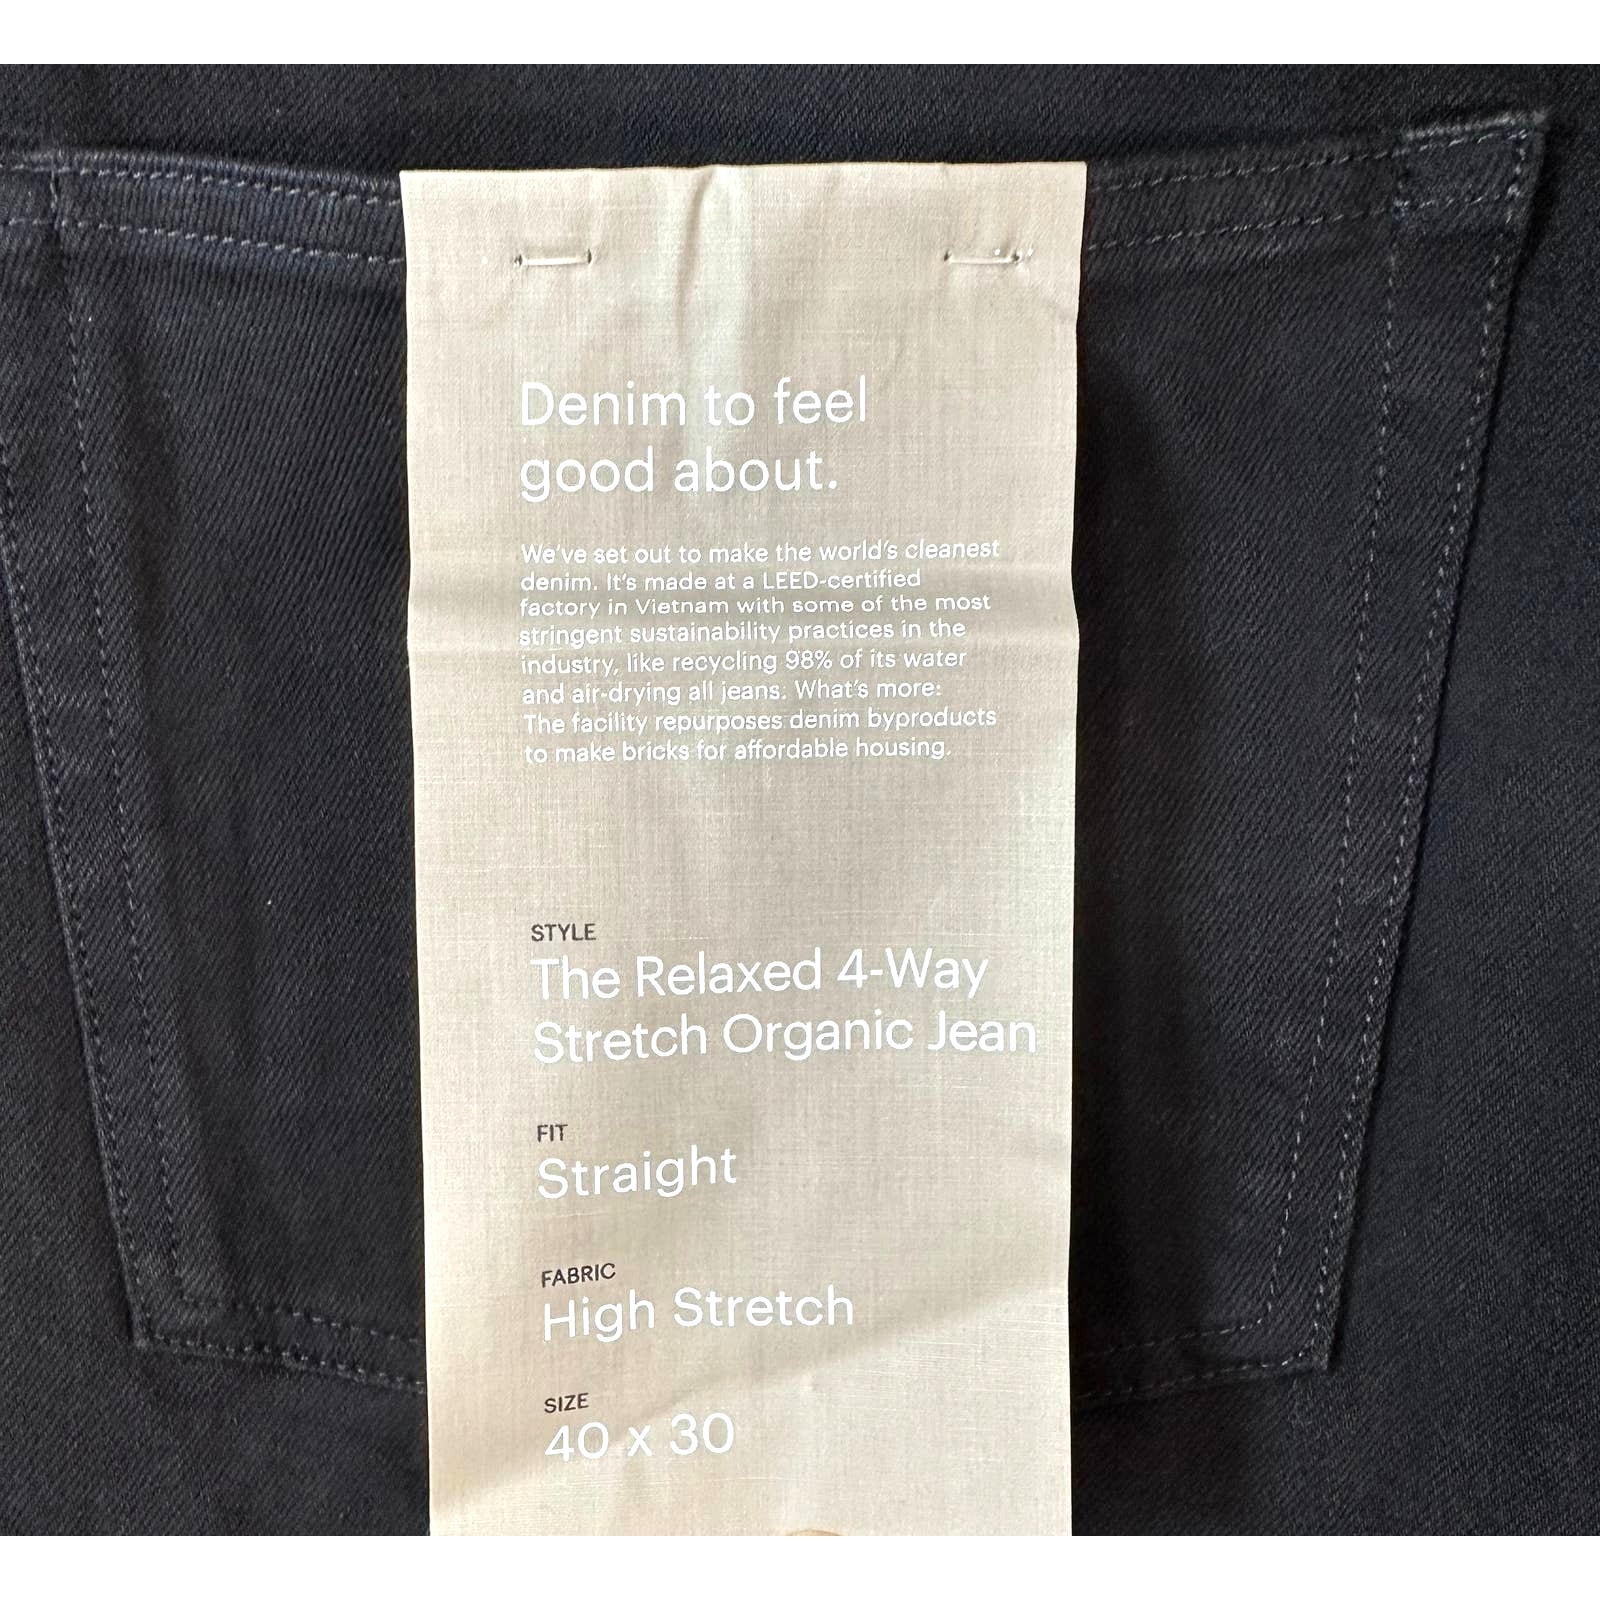 Denim to feel
good about.
We've set out to make the world's cleanest
denim. It's made at a LEED-certified
factory in Vietnam with some of the most
stringent sustainability practices in the
industry, like recycling 98% of its water
and air-drying all jeans. What's more:
The facility repurposes denim byproducts
to make bricks for affordable housing.
STYLE
The Relaxed 4-Way
Stretch Organic Jean
FIT
Straight
FABRIC
High Stretch
SIZE
40 x 30